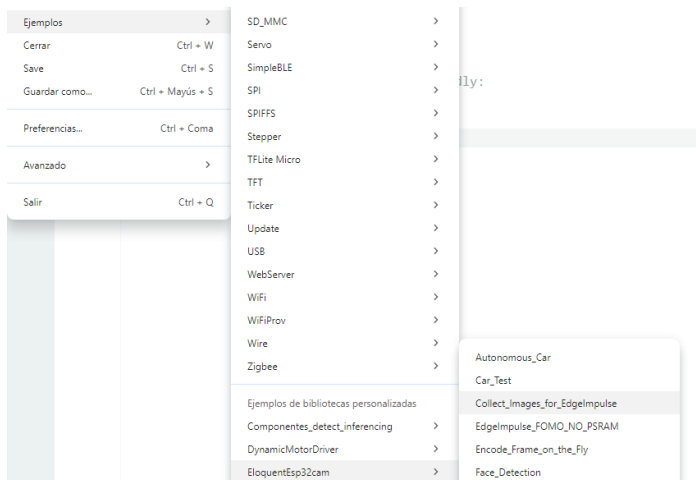 Ejemplos
Cerrar Ctrl + W
Save Ctrl + S
Guardar como... Ctrl + Mayús + S
Preferencias... Ctrl + Coma
Avanzado
Salir Ctrl + Q
SD_MMC
Servo
SimpleBLE
SPI
SPIFFS
Stepper
TFLite Micro
TFT
Ticker
Update
USB
WebServer
WiFi
WiFiProv
Wire
Zigbee
Ejemplos de bibliotecas personalizadas
Componentes_detect_inferencing
DynamicMotorDriver
EloquentEsp32cam
dly:
Autonomous_Car
Car_Test
Collect_Images_for_EdgeImpulse
EdgeImpulse_FOMO_NO_PSRAM
Encode_Frame_on_the_Fly
Face_Detection